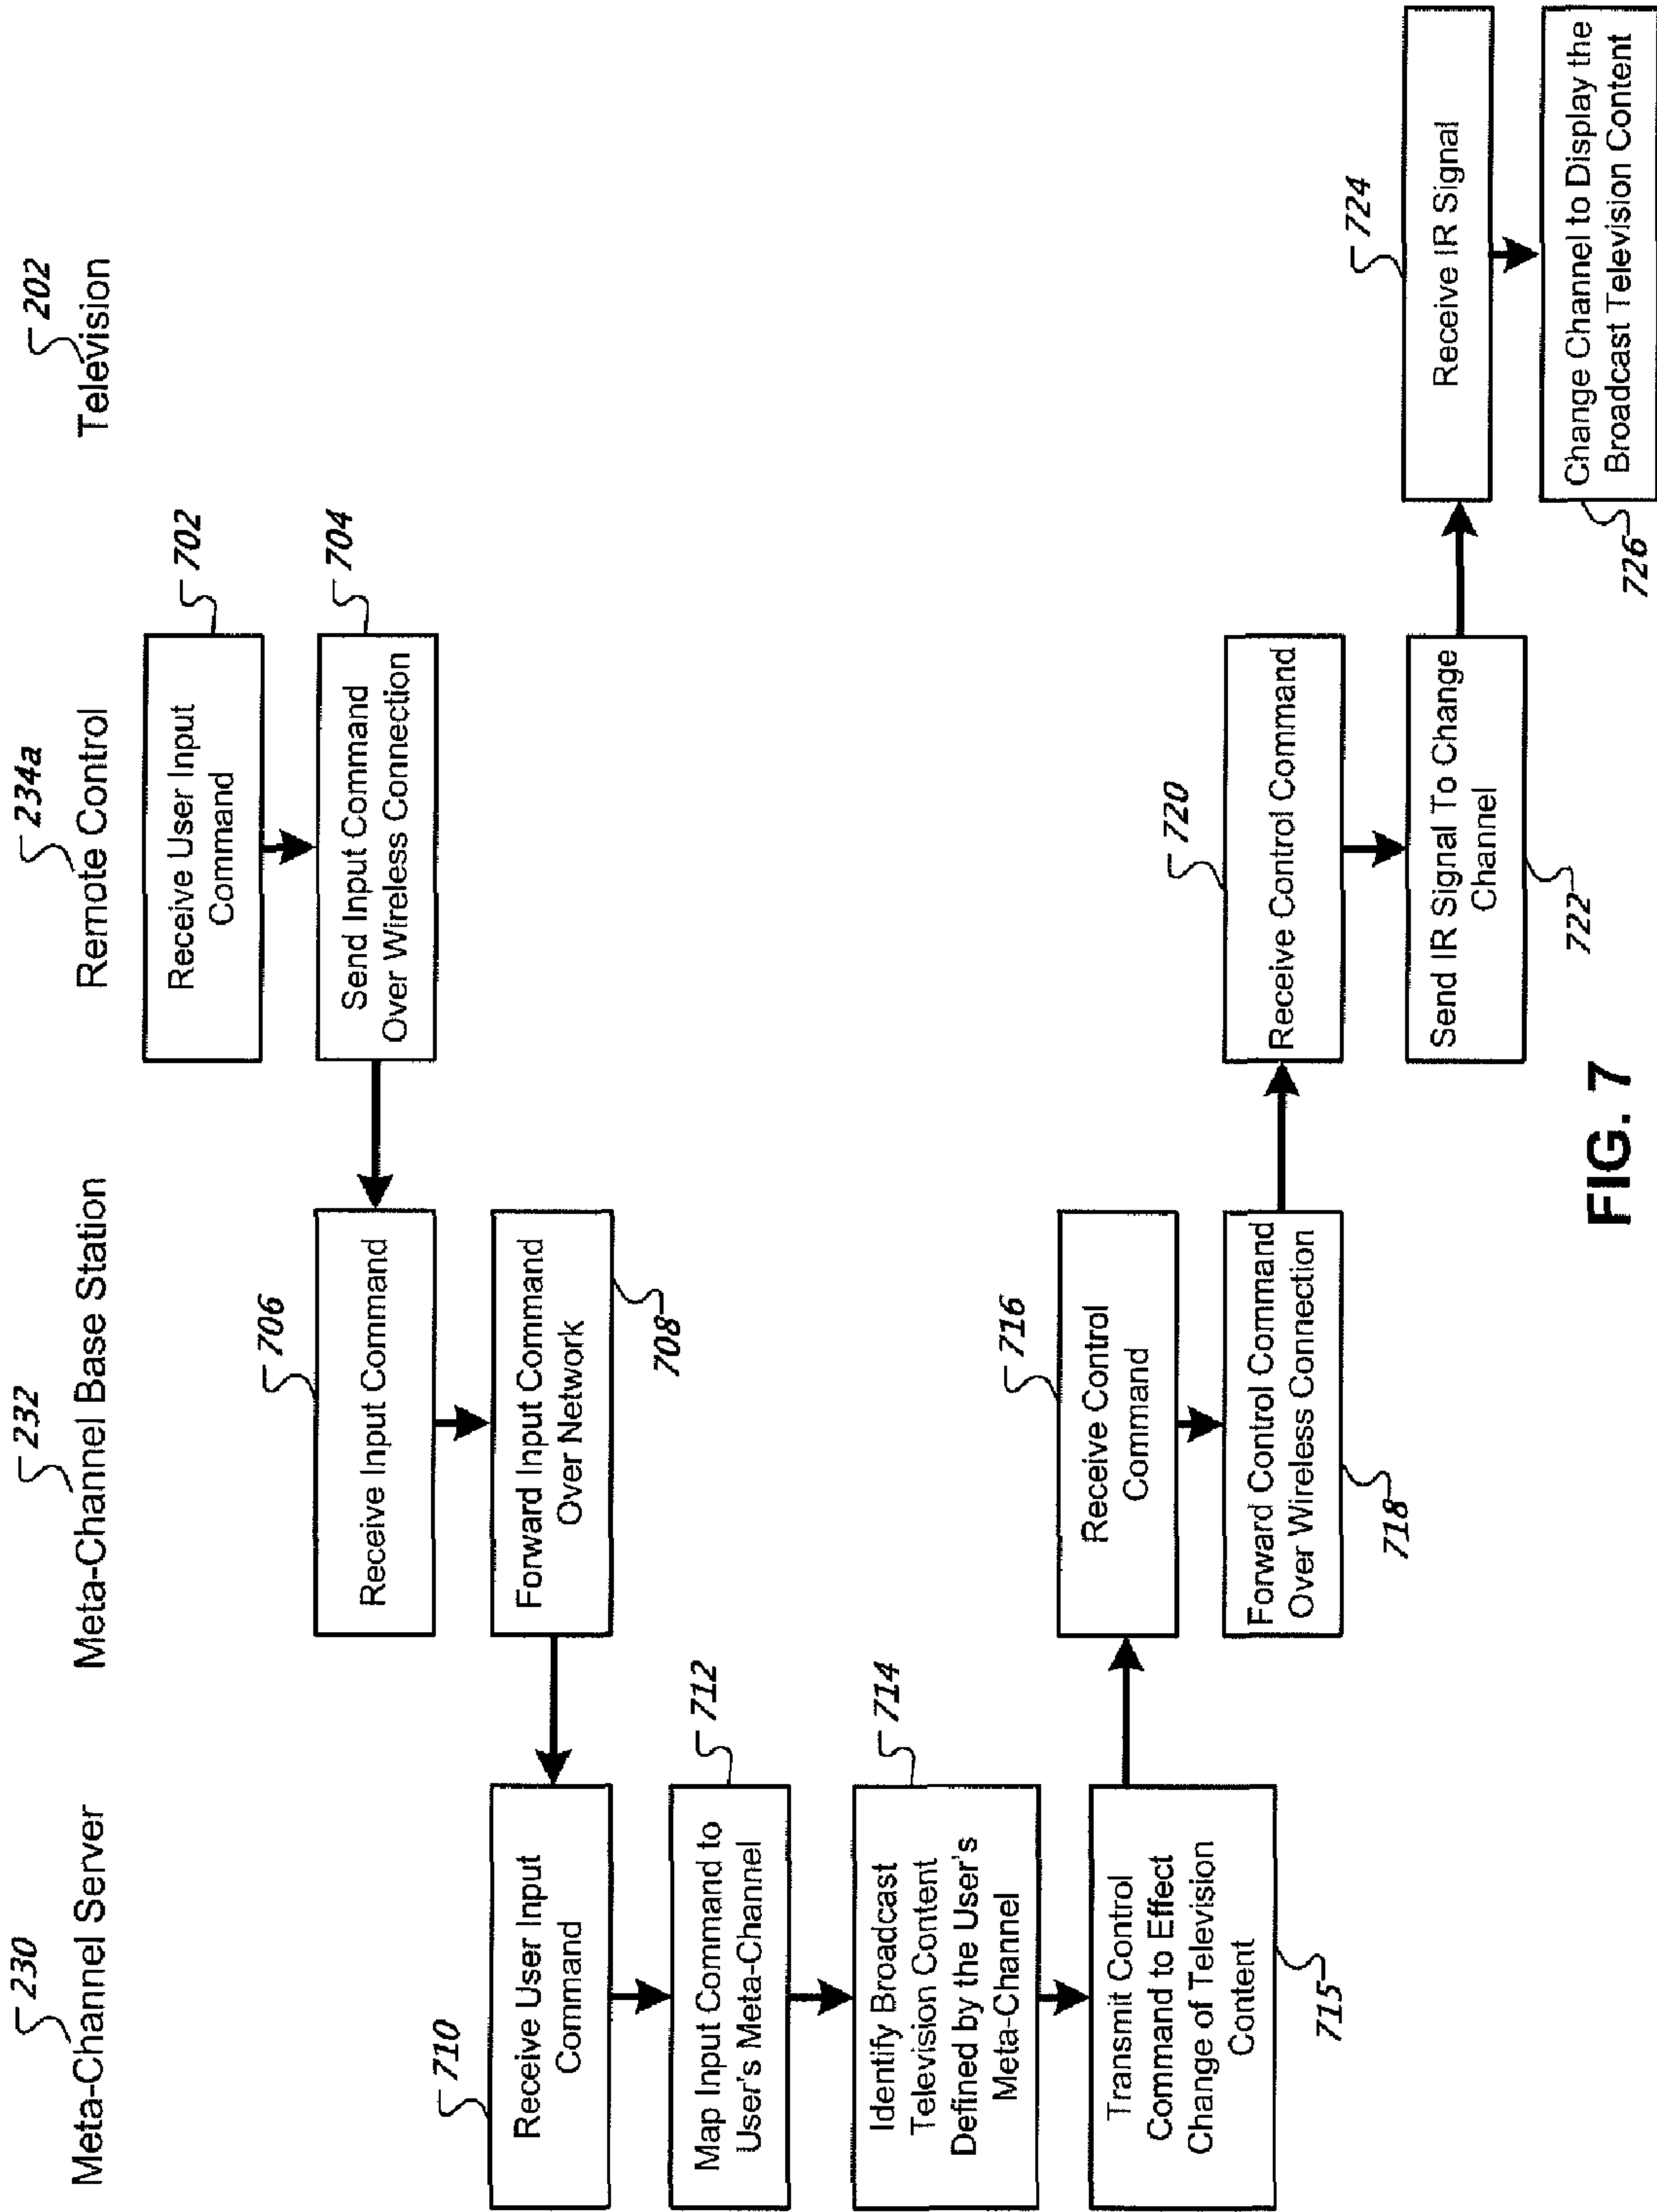 230
Meta-Channel Server
232
Meta-Channel Base Station
234a
Remote Control
202
Television
702
Receive User Input
Command
704
Send Input Command
Over Wireless Connection
706
Receive Input Command
Forward Input Command
Over Network
708
710
Receive User Input
Command
712
Map Input Command to
User's Meta-Channel
714
Identify Broadcast
Television Content
Defined by the User's
Meta-Channel
Transmit Control
Command to Effect
Change of Television
Content
715
716
Receive Control
Command
Forward Control Command
Over Wireless Connection
718
720
Receive Control Command
Send IR Signal To Change
Channel
722
724
Receive IR Signal
Change Channel to Display the
Broadcast Television Content
726
FIG. 7